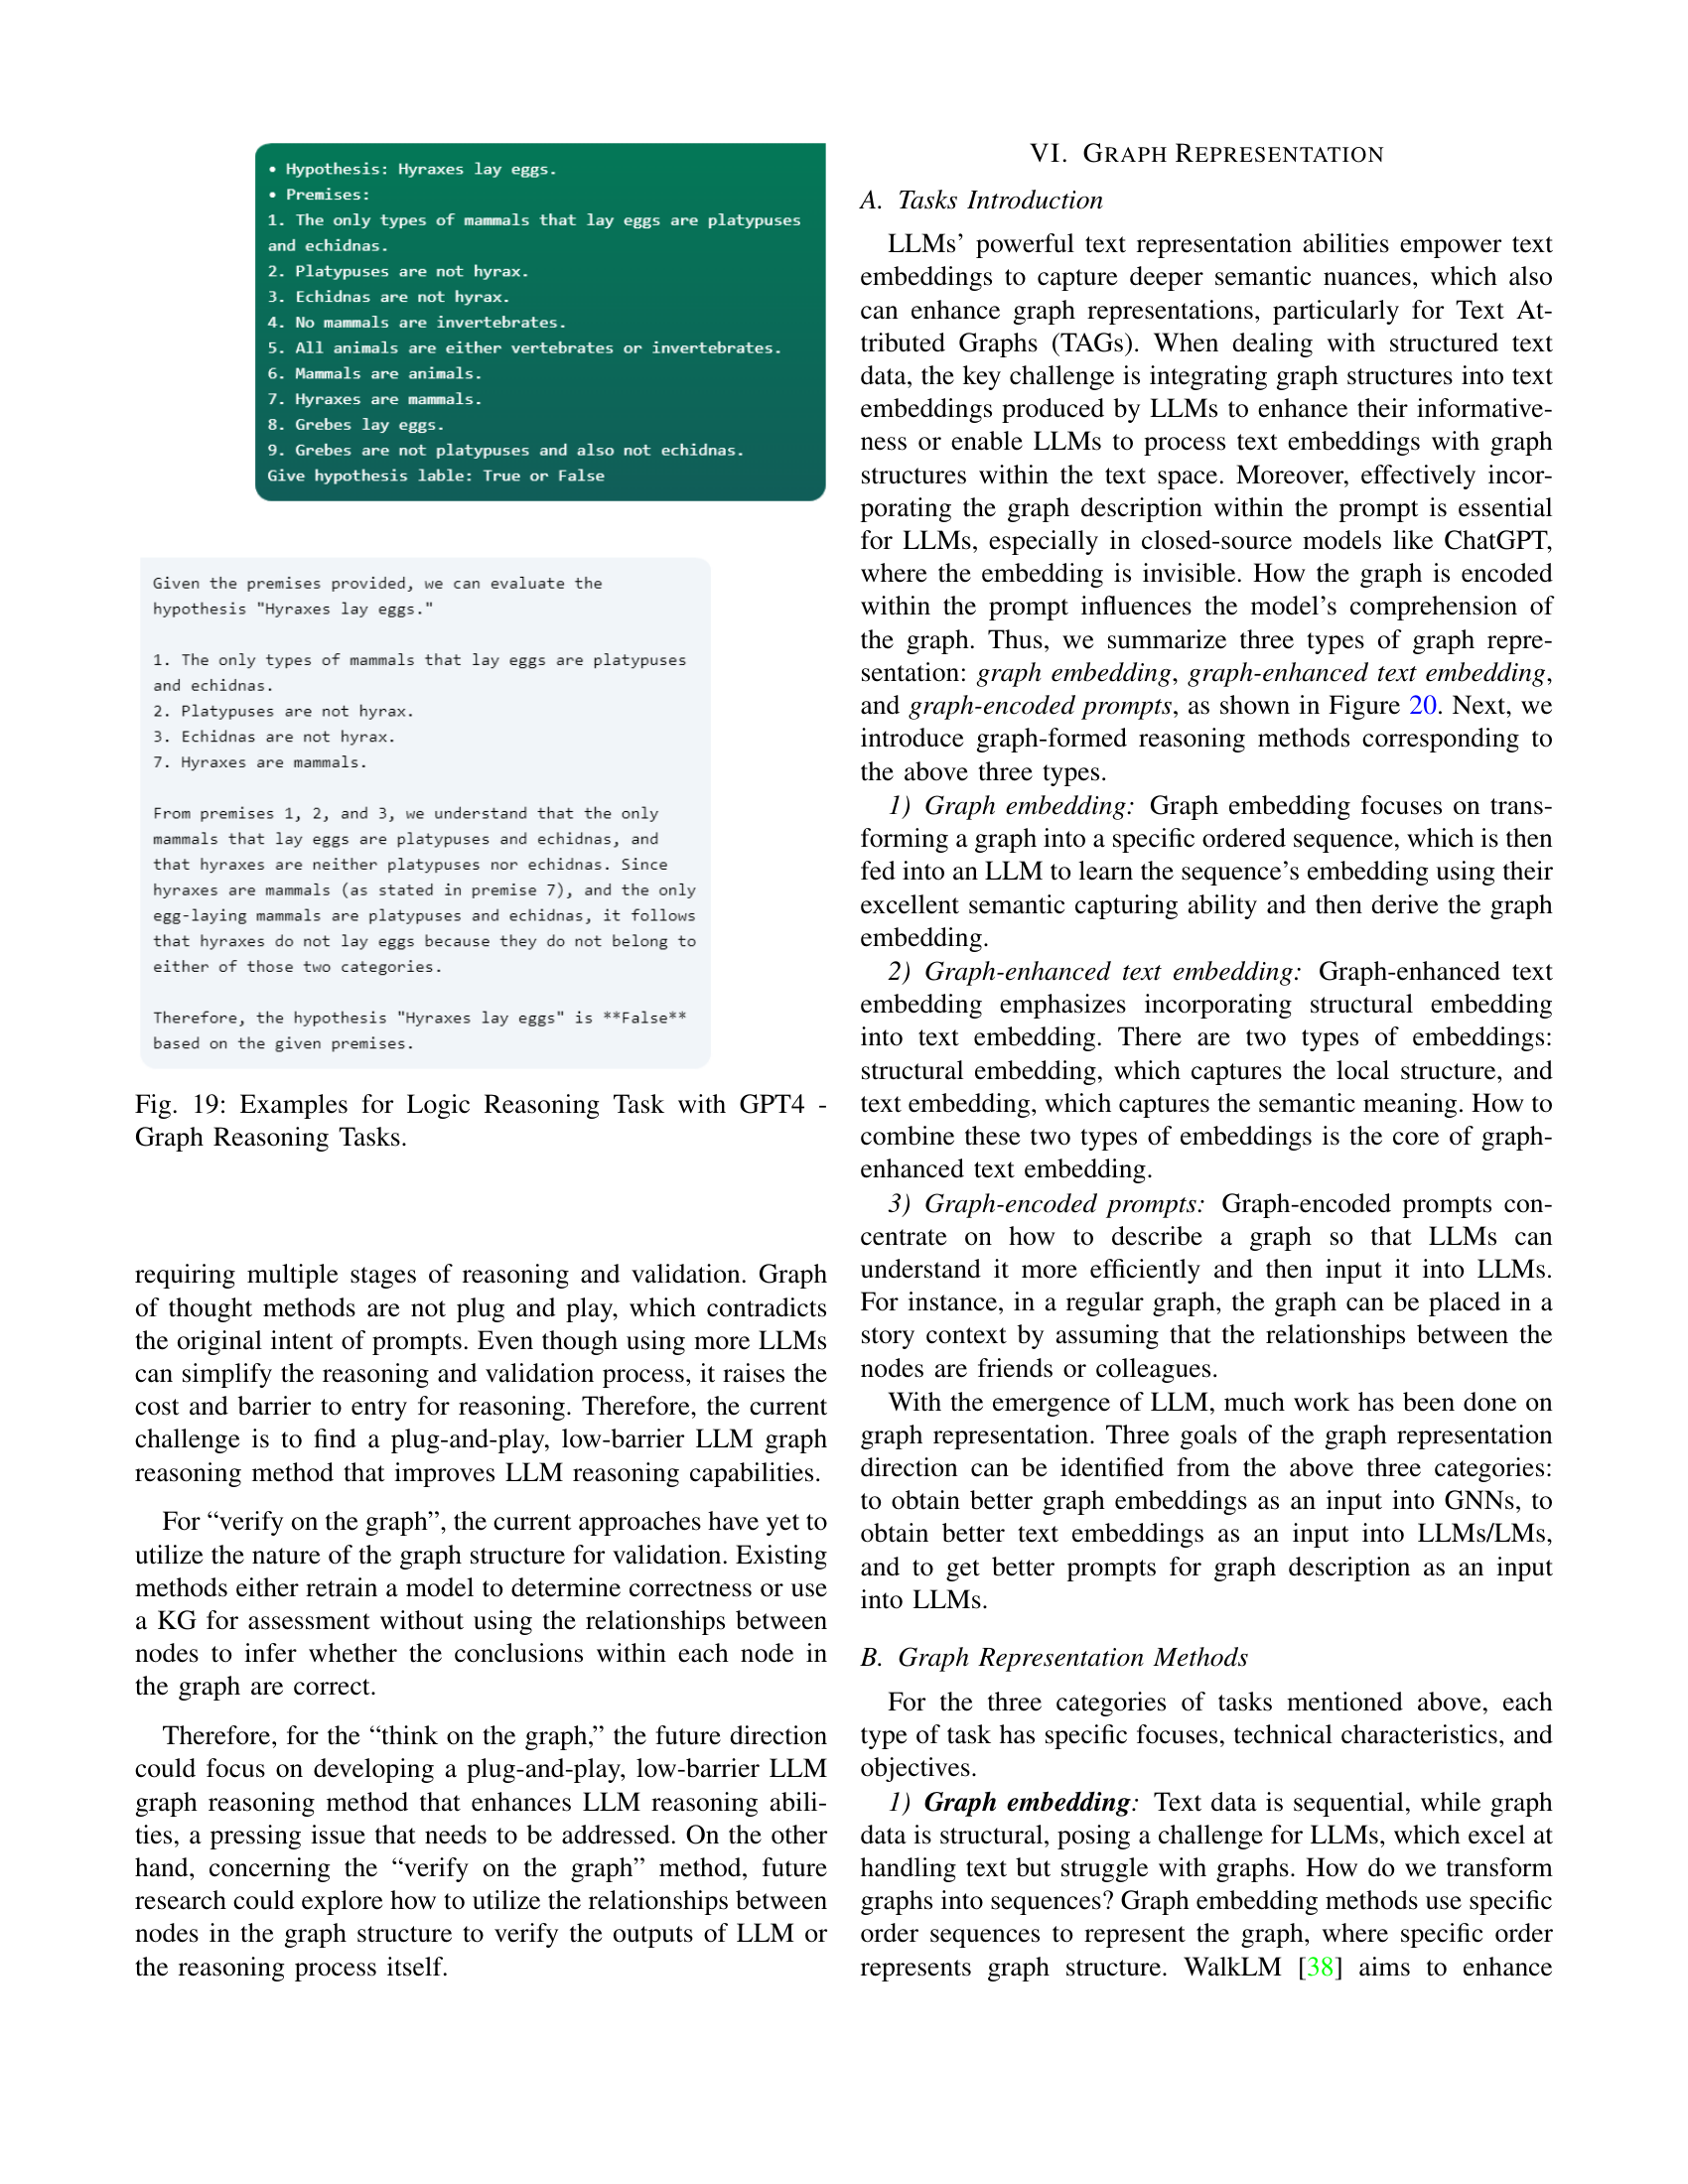 • Hypothesis: Hyraxes lay eggs.
• Premises:
1. The only types of mammals that lay eggs are platypuses
and echidnas.
2. Platypuses are not hyrax.
3. Echidnas are not hyrax.
4. No mammals are invertebrates.
5. All animals are either vertebrates or invertebrates.
6. Mammals are animals.
7. Hyraxes are mammals.
8. Grebes lay eggs.
9. Grebes are not platypuses and also not echidnas.
Give hypothesis lable: True or False
Given the premises provided, we can evaluate the
hypothesis "Hyraxes lay eggs."
1. The only types of mammals that lay eggs are platypuses
and echidnas.
2. Platypuses are not hyrax.
3. Echidnas are not hyrax.
7. Hyraxes are mammals.
From premises 1, 2, and 3, we understand that the only
mammals that lay eggs are platypuses and echidnas, and
that hyraxes are neither platypuses nor echidnas. Since
hyraxes are mammals (as stated in premise 7), and the only
egg-laying mammals are platypuses and echidnas, it follows
that hyraxes do not lay eggs because they do not belong to
either of those two categories.
Therefore, the hypothesis "Hyraxes lay eggs" is **False**
based on the given premises.
Fig. 19: Examples for Logic Reasoning Task with GPT4 -
Graph Reasoning Tasks.
requiring multiple stages of reasoning and validation. Graph
of thought methods are not plug and play, which contradicts
the original intent of prompts. Even though using more LLMs
can simplify the reasoning and validation process, it raises the
cost and barrier to entry for reasoning. Therefore, the current
challenge is to find a plug-and-play, low-barrier LLM graph
reasoning method that improves LLM reasoning capabilities.
For “verify on the graph”, the current approaches have yet to
utilize the nature of the graph structure for validation. Existing
methods either retrain a model to determine correctness or use
a KG for assessment without using the relationships between
nodes to infer whether the conclusions within each node in
the graph are correct.
Therefore, for the “think on the graph,” the future direction
could focus on developing a plug-and-play, low-barrier LLM
graph reasoning method that enhances LLM reasoning abili-
ties, a pressing issue that needs to be addressed. On the other
hand, concerning the “verify on the graph” method, future
research could explore how to utilize the relationships between
nodes in the graph structure to verify the outputs of LLM or
the reasoning process itself.
VI. GRAPH REPRESENTATION
A. Tasks Introduction
LLMs’ powerful text representation abilities empower text
embeddings to capture deeper semantic nuances, which also
can enhance graph representations, particularly for Text At-
tributed Graphs (TAGs). When dealing with structured text
data, the key challenge is integrating graph structures into text
embeddings produced by LLMs to enhance their informative-
ness or enable LLMs to process text embeddings with graph
structures within the text space. Moreover, effectively incor-
porating the graph description within the prompt is essential
for LLMs, especially in closed-source models like ChatGPT,
where the embedding is invisible. How the graph is encoded
within the prompt influences the model’s comprehension of
the graph. Thus, we summarize three types of graph repre-
sentation: graph embedding, graph-enhanced text embedding,
and graph-encoded prompts, as shown in Figure 20. Next, we
introduce graph-formed reasoning methods corresponding to
the above three types.
1) Graph embedding: Graph embedding focuses on trans-
forming a graph into a specific ordered sequence, which is then
fed into an LLM to learn the sequence’s embedding using their
excellent semantic capturing ability and then derive the graph
embedding.
2) Graph-enhanced text embedding: Graph-enhanced text
embedding emphasizes incorporating structural embedding
into text embedding. There are two types of embeddings:
structural embedding, which captures the local structure, and
text embedding, which captures the semantic meaning. How to
combine these two types of embeddings is the core of graph-
enhanced text embedding.
3) Graph-encoded prompts: Graph-encoded prompts con-
centrate on how to describe a graph so that LLMs can
understand it more efficiently and then input it into LLMs.
For instance, in a regular graph, the graph can be placed in a
story context by assuming that the relationships between the
nodes are friends or colleagues.
With the emergence of LLM, much work has been done on
graph representation. Three goals of the graph representation
direction can be identified from the above three categories:
to obtain better graph embeddings as an input into GNNs, to
obtain better text embeddings as an input into LLMs/LMs,
and to get better prompts for graph description as an input
into LLMs.
B. Graph Representation Methods
For the three categories of tasks mentioned above, each
type of task has specific focuses, technical characteristics, and
objectives.
1) Graph embedding: Text data is sequential, while graph
data is structural, posing a challenge for LLMs, which excel at
handling text but struggle with graphs. How do we transform
graphs into sequences? Graph embedding methods use specific
order sequences to represent the graph, where specific order
represents graph structure. WalkLM [38] aims to enhance